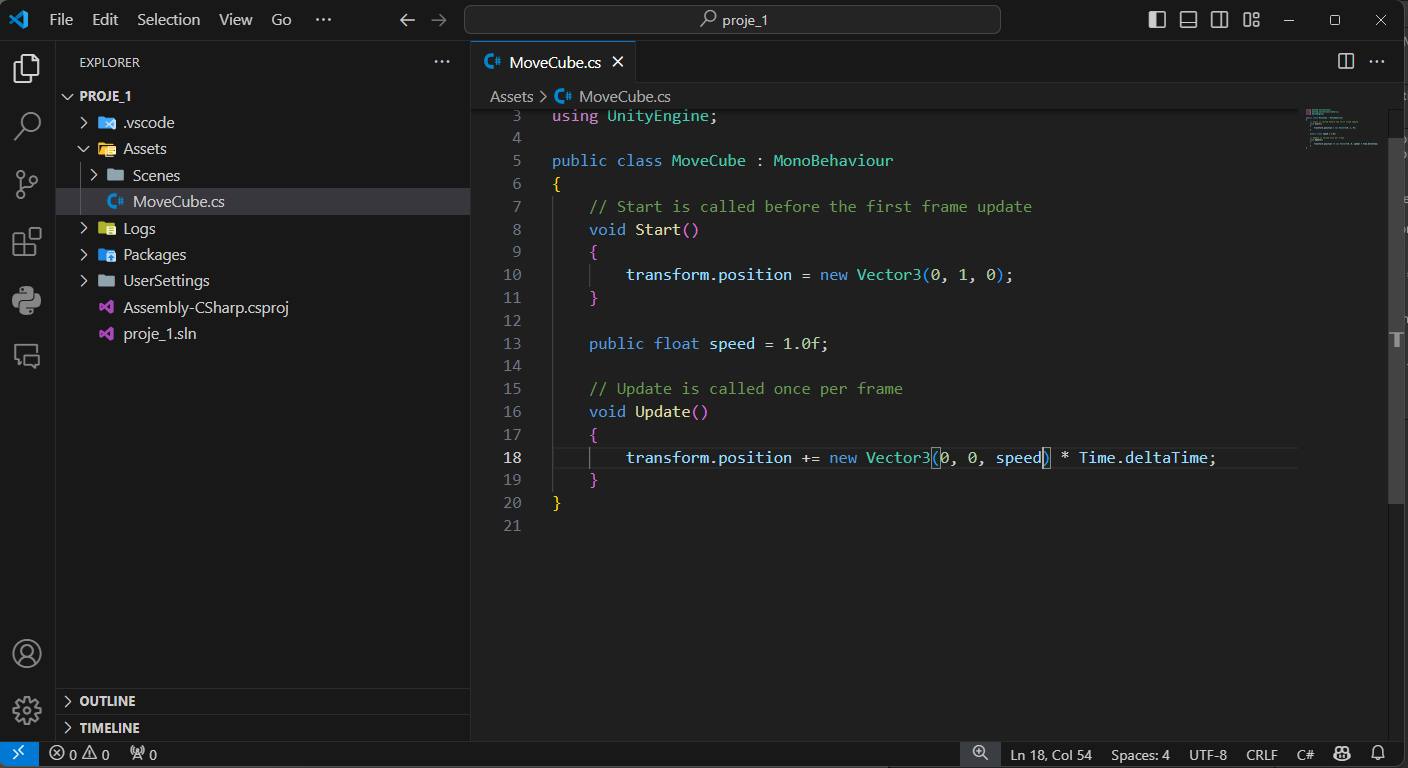 File Edit Selection View Go ···
proje_1
EXPLORER
PROJE_1
.vscode
Assets
Scenes
MoveCube.cs
Logs
Packages
UserSettings
Assembly-CSharp.csproj
proje_1.sln
OUTLINE
TIMELINE
MoveCube.cs
Assets > MoveCube.cs
3 using UnityEngine;
4
5 public class MoveCube : MonoBehaviour
6 {
7 // Start is called before the first frame update
8 void Start()
9 {
10 transform.position = new Vector3(0, 1, 0);
11 }
12
13 public float speed = 1.0f;
14
15 // Update is called once per frame
16 void Update()
17 {
18 transform.position += new Vector3(0, 0, speed) * Time.deltaTime;
19 }
20 }
21
0 0 0
Ln 18, Col 54 Spaces: 4 UTF-8 CRLF C#